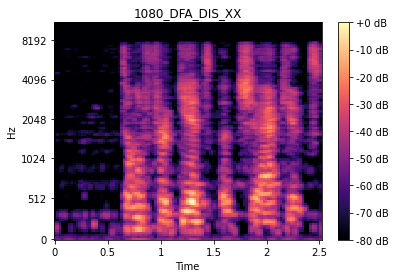 1080_DFA_DIS_XX
8192
4096
2048
1024
512
0
Hz
0
0.5
1
1.5
2
2.5
Time
+0 dB
-10 dB
-20 dB
-30 dB
-40 dB
-50 dB
-60 dB
-70 dB
-80 dB